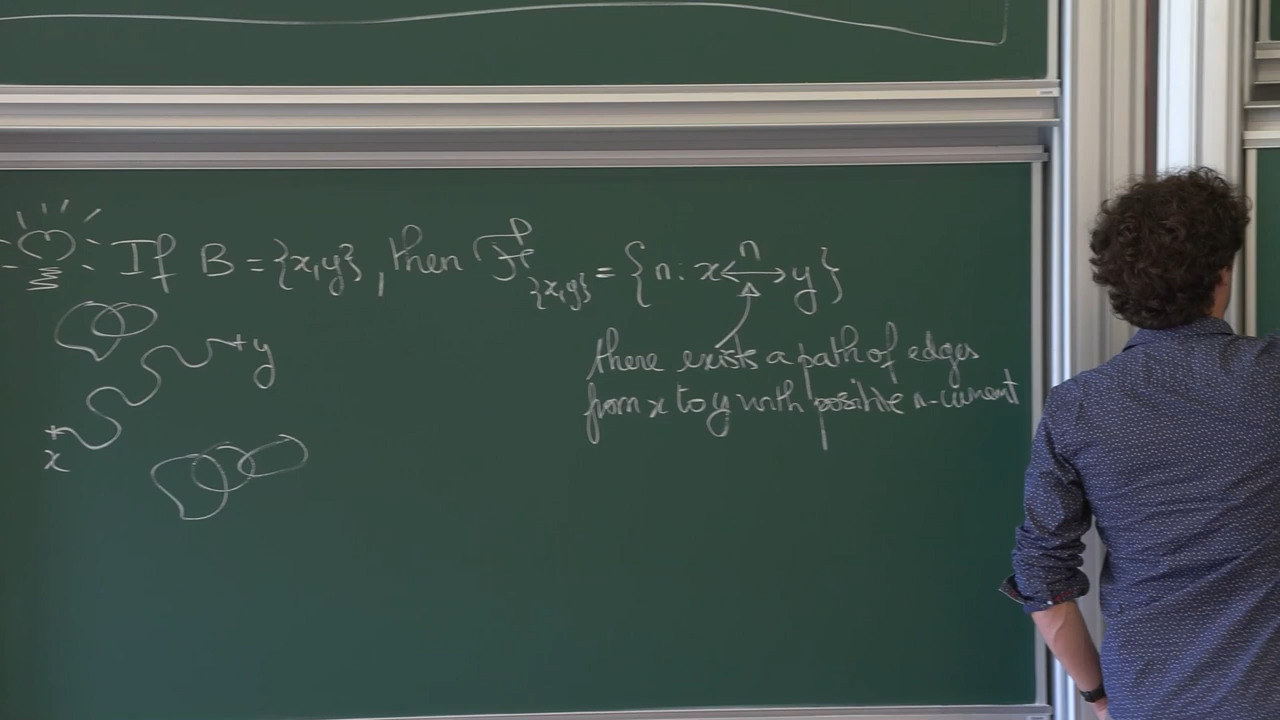 If B = {x,y}, then ℱ_{x,y} = {n: x ⟷ⁿ y}
there exists a path of edges
from x to y with positive n-current
y
x